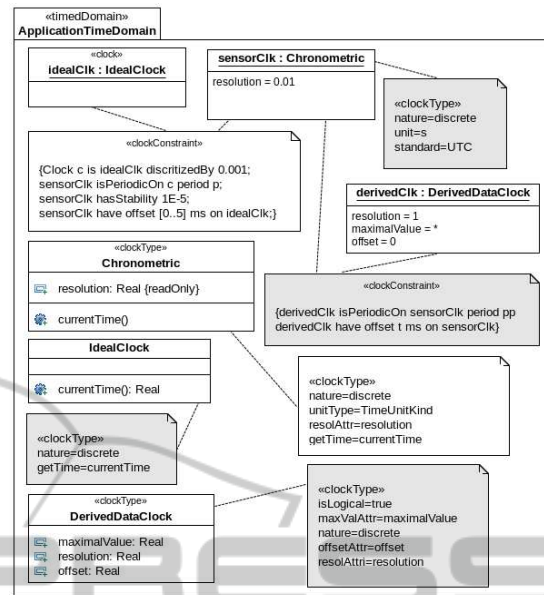 «timedDomain»
ApplicationTimeDomain
«clock»
idealClk : IdealClock
sensorClk : Chronometric
resolution = 0.01
«clockType»
nature=discrete
unit=s
standard=UTC
«clockConstraint»
{Clock c is idealClk discritizedBy 0.001;
sensorClk isPeriodicOn c period p;
sensorClk hasStability 1E-5;
sensorClk have offset [0..5] ms on idealClk;}
derivedClk : DerivedDataClock
resolution = 1
maximalValue = *
offset = 0
«clockType»
Chronometric
resolution: Real {readOnly}
currentTime()
«clockConstraint»
{derivedClk isPeriodicOn sensorClk period pp
derivedClk have offset t ms on sensorClk}
IdealClock
currentTime(): Real
«clockType»
nature=discrete
unitType=TimeUnitKind
resolAttr=resolution
getTime=currentTime
«clockType»
nature=discrete
getTime=currentTime
«clockType»
DerivedDataClock
maximalValue: Real
resolution: Real
offset: Real
«clockType»
isLogical=true
maxValAttr=maximalValue
nature=discrete
offsetAttr=offset
resolAttri=resolution